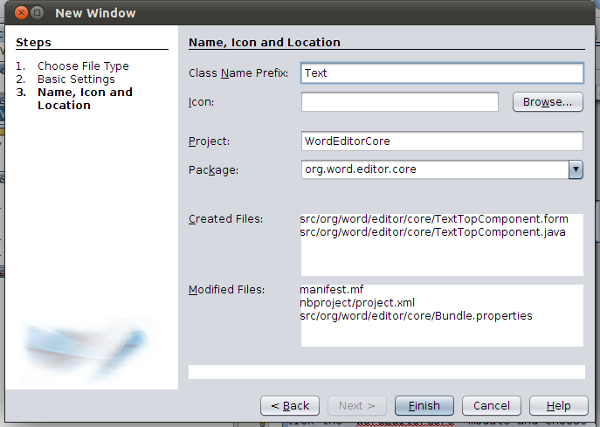 New Window
Steps
1. Choose File Type
2. Basic Settings
3. Name, Icon and
Location
Name, Icon and Location
Class Name Prefix: Text
Icon: Browse...
Project: WordEditorCore
Package: org.word.editor.core
Created Files: src/org/word/editor/core/TextTopComponent.form
src/org/word/editor/core/TextTopComponent.java
Modified Files: manifest.mf
nbproject/project.xml
src/org/word/editor/core/Bundle.properties
< Back Next > Finish Cancel Help